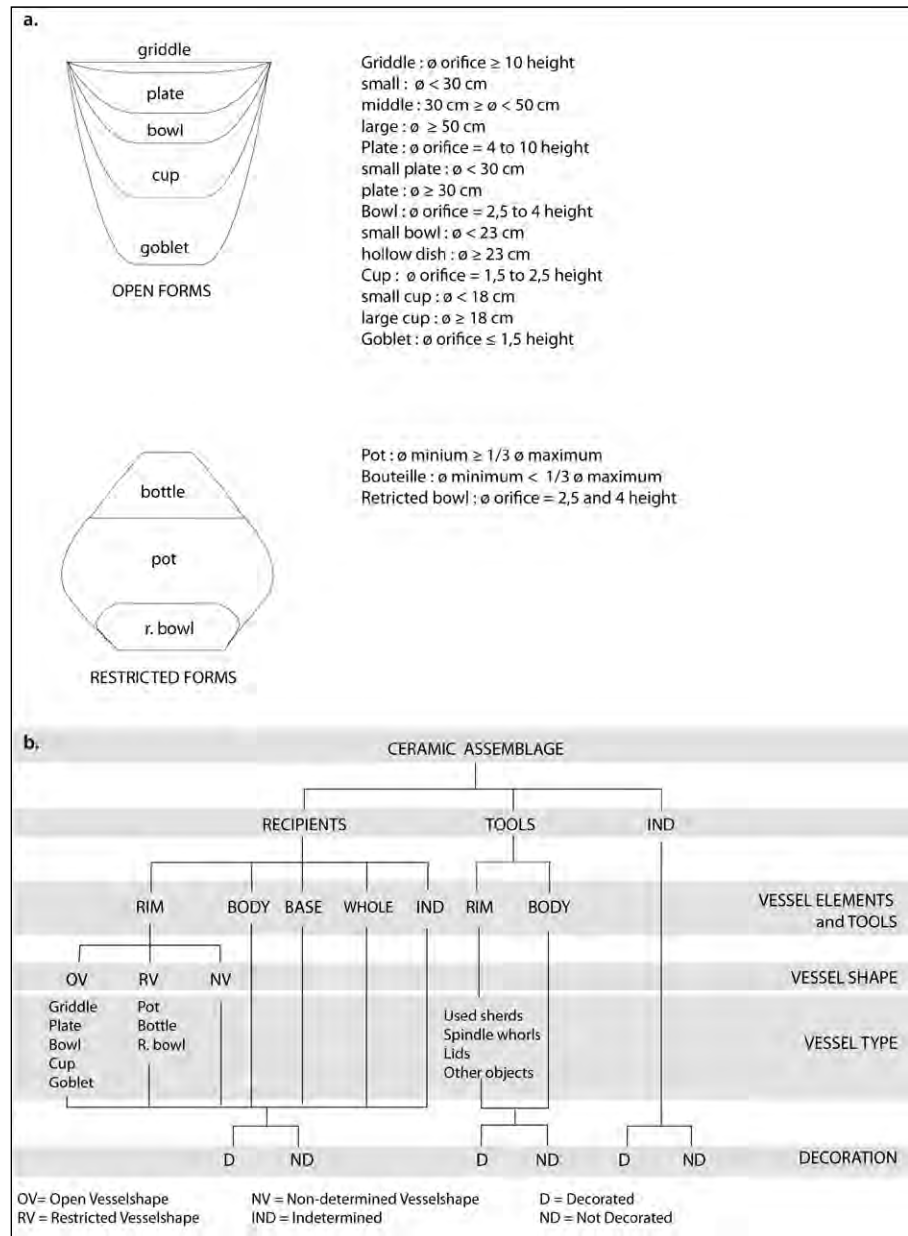 a.
griddle
plate
bowl
cup
goblet
OPEN FORMS
Griddle : ø orifice ≥ 10 height
small : ø < 30 cm
middle : 30 cm ≥ ø < 50 cm
large : ø ≥ 50 cm
Plate : ø orifice = 4 to 10 height
small plate : ø < 30 cm
plate : ø ≥ 30 cm
Bowl : ø orifice = 2,5 to 4 height
small bowl : ø < 23 cm
hollow dish : ø ≥ 23 cm
Cup : ø orifice = 1,5 to 2,5 height
small cup : ø < 18 cm
large cup : ø ≥ 18 cm
Goblet : ø orifice ≤ 1,5 height
bottle
pot
r. bowl
RESTRICTED FORMS
Pot : ø minium ≥ 1/3 ø maximum
Bouteille : ø minimum < 1/3 ø maximum
Retricted bowl : ø orifice = 2,5 and 4 height
b.
CERAMIC ASSEMBLAGE
RECIPIENTS TOOLS IND
RIM BODY BASE WHOLE IND RIM BODY VESSEL ELEMENTS
and TOOLS
OV RV NV VESSEL SHAPE
Griddle Pot Used sherds
Plate Bottle Spindle whorls
Bowl R. bowl Lids VESSEL TYPE
Cup Other objects
Goblet
D ND D ND D ND DECORATION
OV= Open Vesselshape NV = Non-determined Vesselshape D = Decorated
RV = Restricted Vesselshape IND = Indetermined ND = Not Decorated